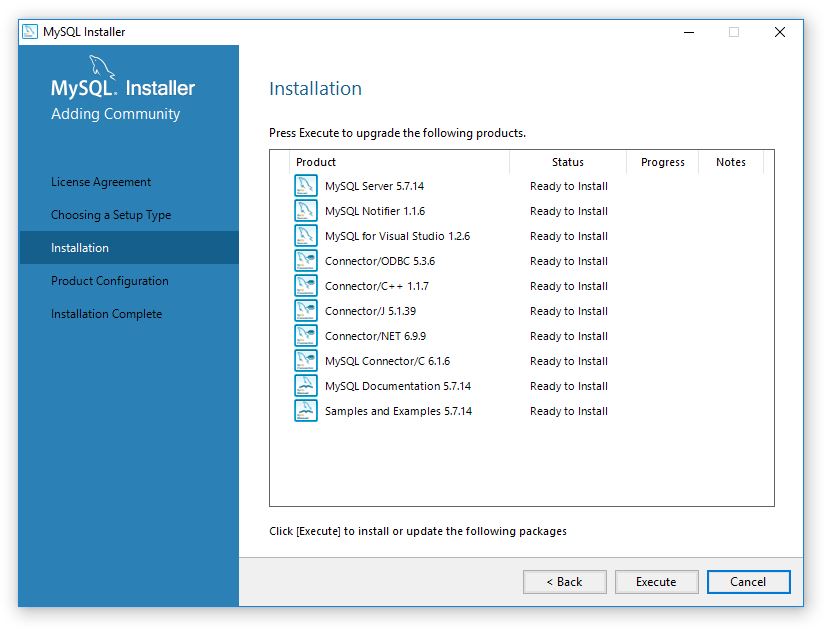 MySQL Installer
MySQL® Installer
Adding Community
License Agreement
Choosing a Setup Type
Installation
Product Configuration
Installation Complete
Installation
Press Execute to upgrade the following products.
Product Status Progress Notes
MySQL Server 5.7.14 Ready to Install
MySQL Notifier 1.1.6 Ready to Install
MySQL for Visual Studio 1.2.6 Ready to Install
Connector/ODBC 5.3.6 Ready to Install
Connector/C++ 1.1.7 Ready to Install
Connector/J 5.1.39 Ready to Install
Connector/NET 6.9.9 Ready to Install
MySQL Connector/C 6.1.6 Ready to Install
MySQL Documentation 5.7.14 Ready to Install
Samples and Examples 5.7.14 Ready to Install
Click [Execute] to install or update the following packages
< Back Execute Cancel